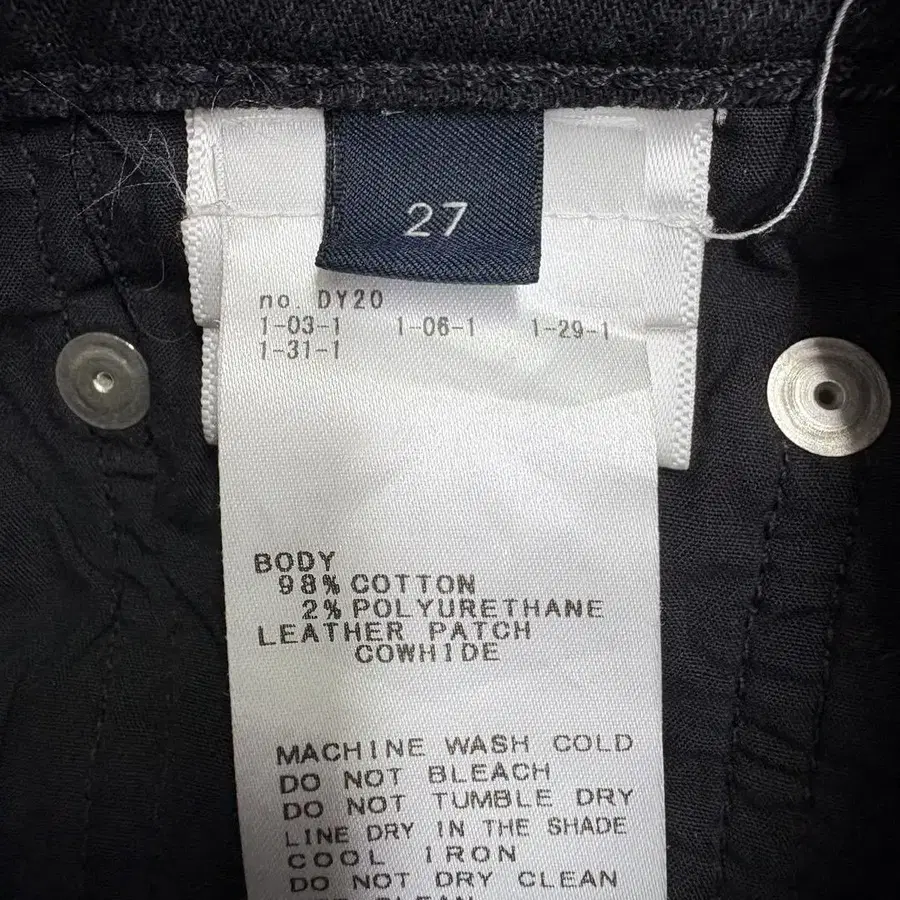 27
no. DY20
1-03-1 1-06-1 1-29-1
1-31-1
BODY
98% COTTON
2% POLYURETHANE
LEATHER PATCH
COWHIDE
MACHINE WASH COLD
DO NOT BLEACH
DO NOT TUMBLE DRY
LINE DRY IN THE SHADE
COOL IRON
DO NOT DRY CLEAN